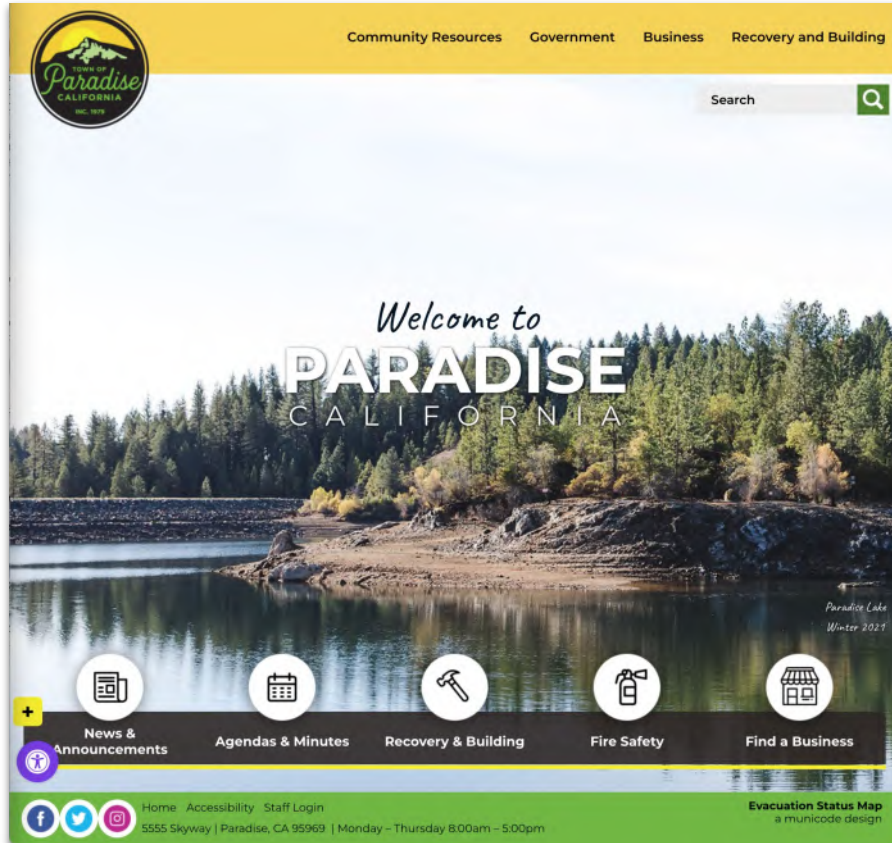 Community Resources Government Business Recovery and Building
TOWN OF
Paradise
CALIFORNIA
INC. 1979
Search
Welcome to
PARADISE
CALIFORNIA
Paradise Lake
Winter 2021
News &
Announcements
Agendas & Minutes
Recovery & Building
Fire Safety
Find a Business
Home Accessibility Staff Login
Evacuation Status Map
a municode design
5555 Skyway | Paradise, CA 95969 | Monday – Thursday 8:00am – 5:00pm